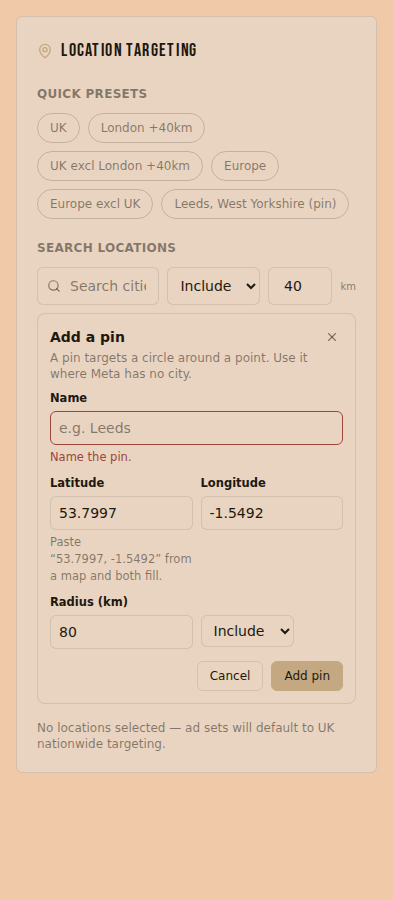 LOCATION TARGETING
QUICK PRESETS
UK
London +40km
UK excl London +40km
Europe
Europe excl UK
Leeds, West Yorkshire (pin)
SEARCH LOCATIONS
Search citi
Include
40
km
Add a pin
A pin targets a circle around a point. Use it
where Meta has no city.
Name
e.g. Leeds
Name the pin.
Latitude
Longitude
53.7997
-1.5492
Paste
“53.7997, -1.5492” from
a map and both fill.
Radius (km)
80
Include
Cancel
Add pin
No locations selected — ad sets will default to UK
nationwide targeting.